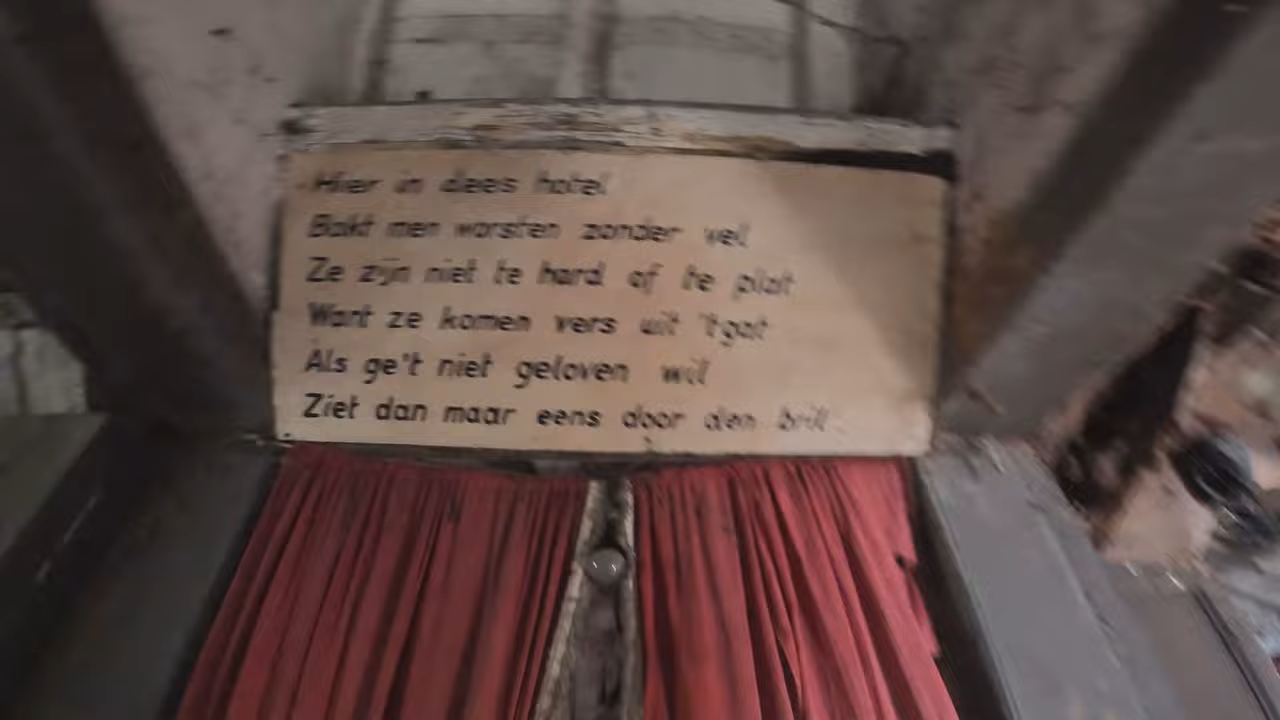 Hier in dees hotel
Bakt men worsten zonder vel
Ze zijn niet te hard of te plat
Want ze komen vers uit 't gat
Als ge't niet geloven wil
Ziet dan maar eens door den bril